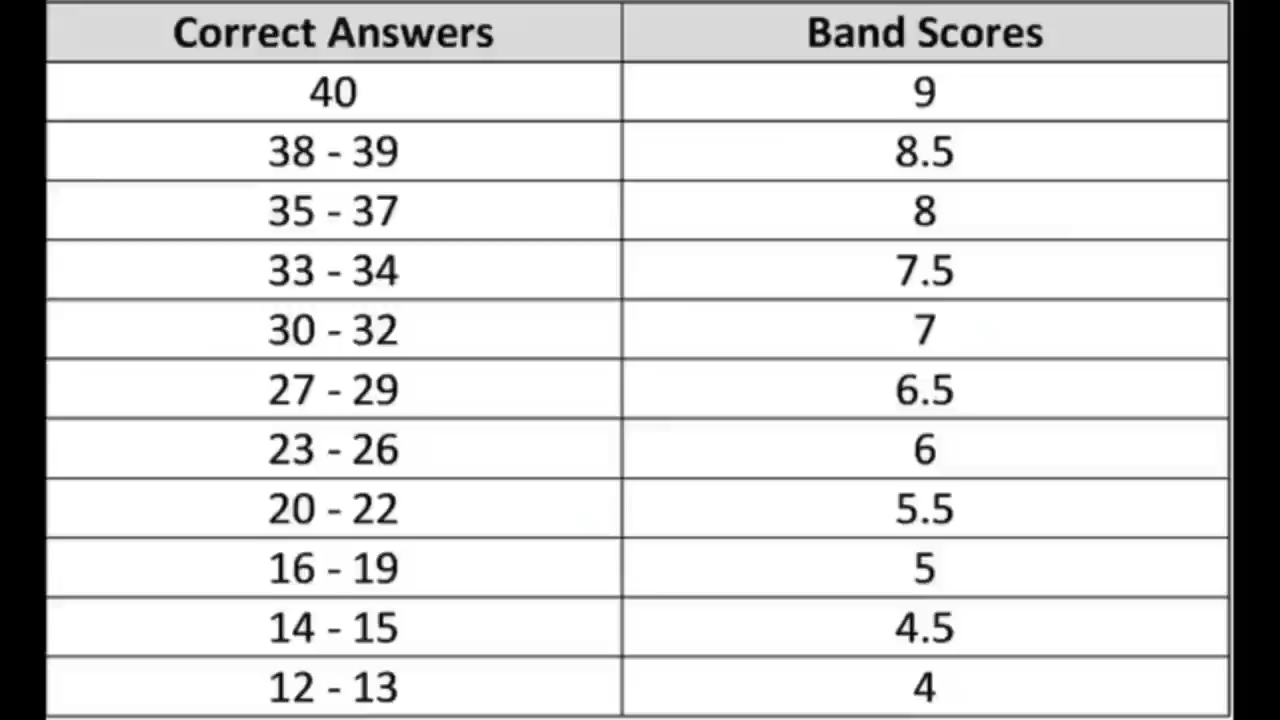 Correct Answers Band Scores
40 9
38 - 39 8.5
35 - 37 8
33 - 34 7.5
30 - 32 7
27 - 29 6.5
23 - 26 6
20 - 22 5.5
16 - 19 5
14 - 15 4.5
12 - 13 4